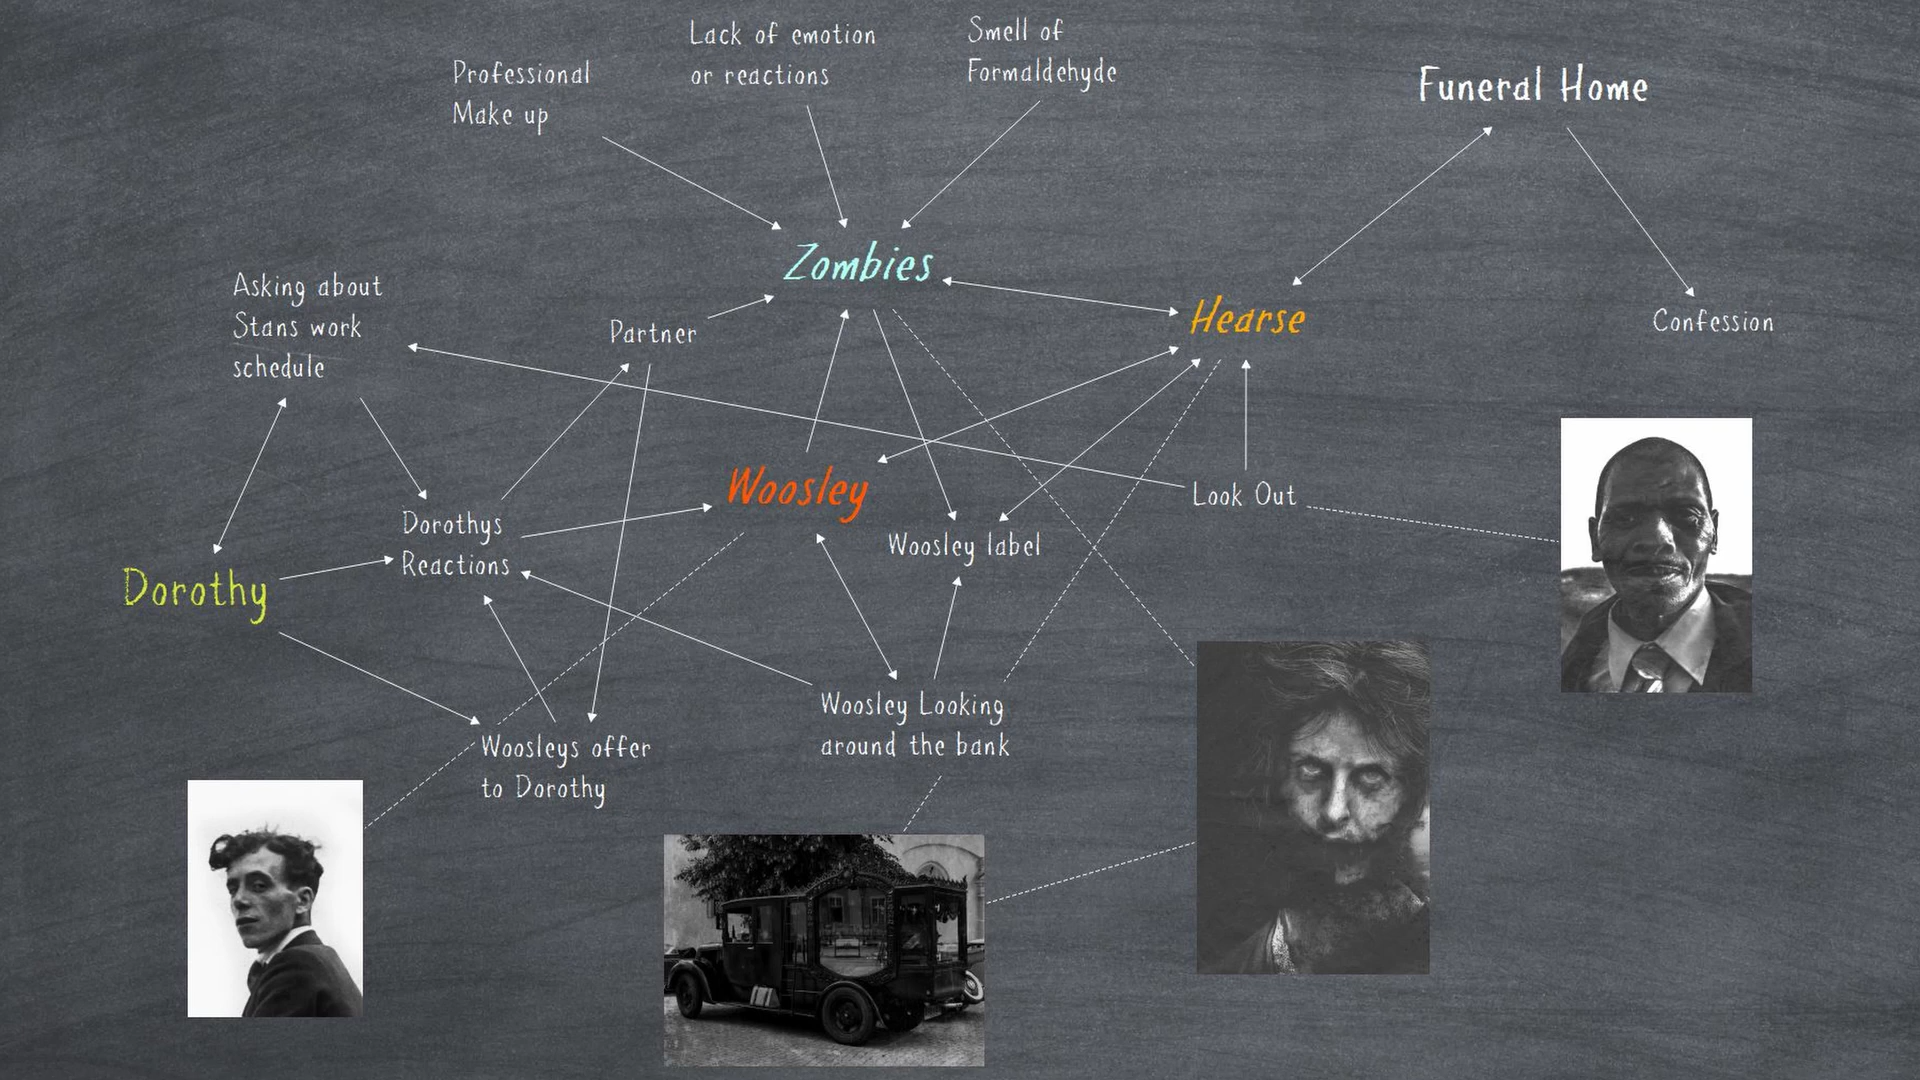 Lack of emotion
or reactions
Smell of
Formaldehyde
Professional
Make up
Funeral Home
Zombies
Asking about
Stans work
schedule
Partner
Hearse
Confession
Woosley
Look Out
Dorothys
Reactions
Woosley label
Dorothy
Woosley Looking
around the bank
Woosleys offer
to Dorothy